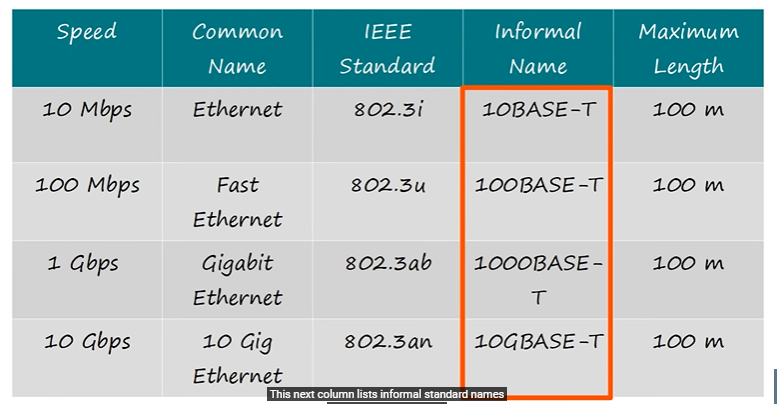 Speed Common Name IEEE Standard Informal Name Maximum Length
10 Mbps Ethernet 802.3i 10BASE-T 100 m
100 Mbps Fast Ethernet 802.3u 100BASE-T 100 m
1 Gbps Gigabit Ethernet 802.3ab 1000BASE-T 100 m
10 Gbps 10 Gig Ethernet 802.3an 10GBASE-T 100 m
This next column lists informal standard names